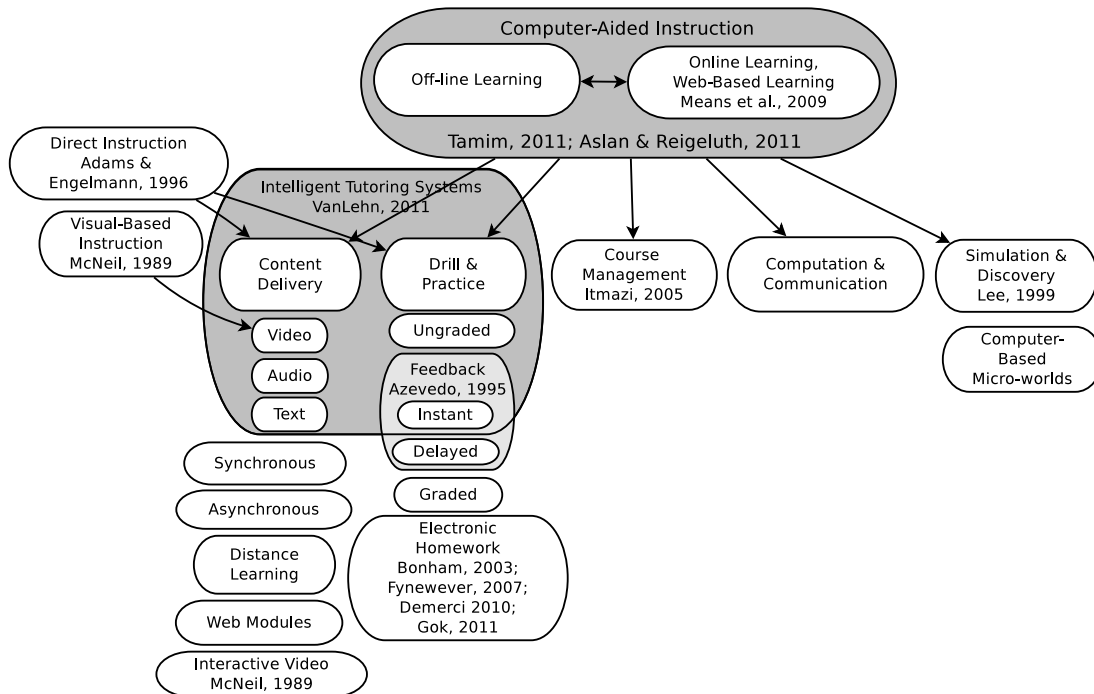 Computer-Aided Instruction
Off-line Learning
Online Learning,
Web-Based Learning
Means et al., 2009
Tamim, 2011; Aslan & Reigeluth, 2011
Direct Instruction
Adams &
Engelmann, 1996
Visual-Based
Instruction
McNeil, 1989
Intelligent Tutoring Systems
VanLehn, 2011
Content
Delivery
Drill &
Practice
Course
Management
Itmazi, 2005
Computation &
Communication
Simulation &
Discovery
Lee, 1999
Computer-
Based
Micro-worlds
Video
Audio
Text
Ungraded
Feedback
Azevedo, 1995
Instant
Delayed
Graded
Electronic
Homework
Bonham, 2003;
Fynewever, 2007;
Demerci 2010;
Gok, 2011
Synchronous
Asynchronous
Distance
Learning
Web Modules
Interactive Video
McNeil, 1989